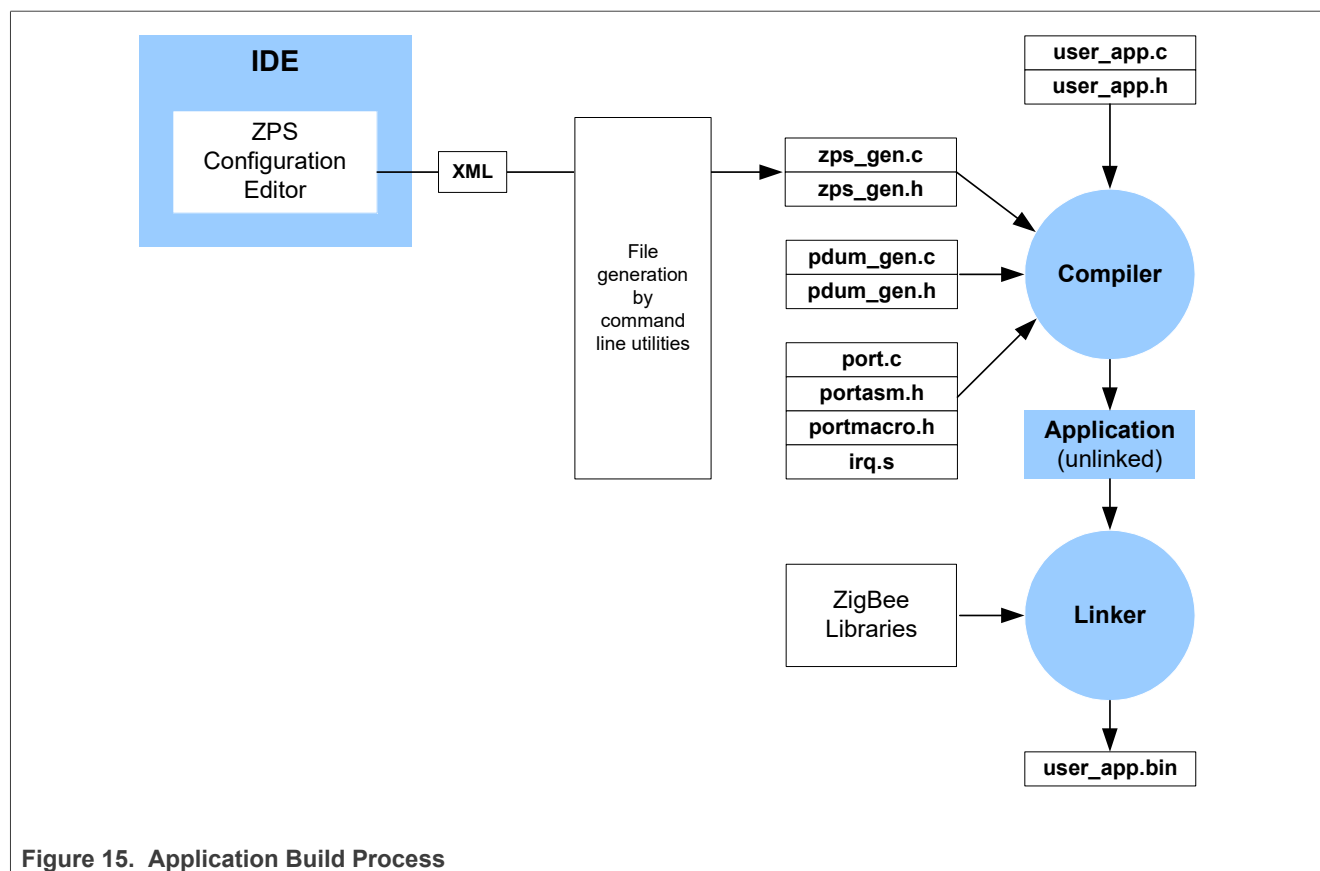 IDE
ZPS
Configuration
Editor
XML
File
generation
by
command
line utilities
zps_gen.c
zps_gen.h
pdum_gen.c
pdum_gen.h
port.c
portasm.h
portmacro.h
irq.s
user_app.c
user_app.h
Compiler
Application
(unlinked)
ZigBee
Libraries
Linker
user_app.bin
Figure 15. Application Build Process